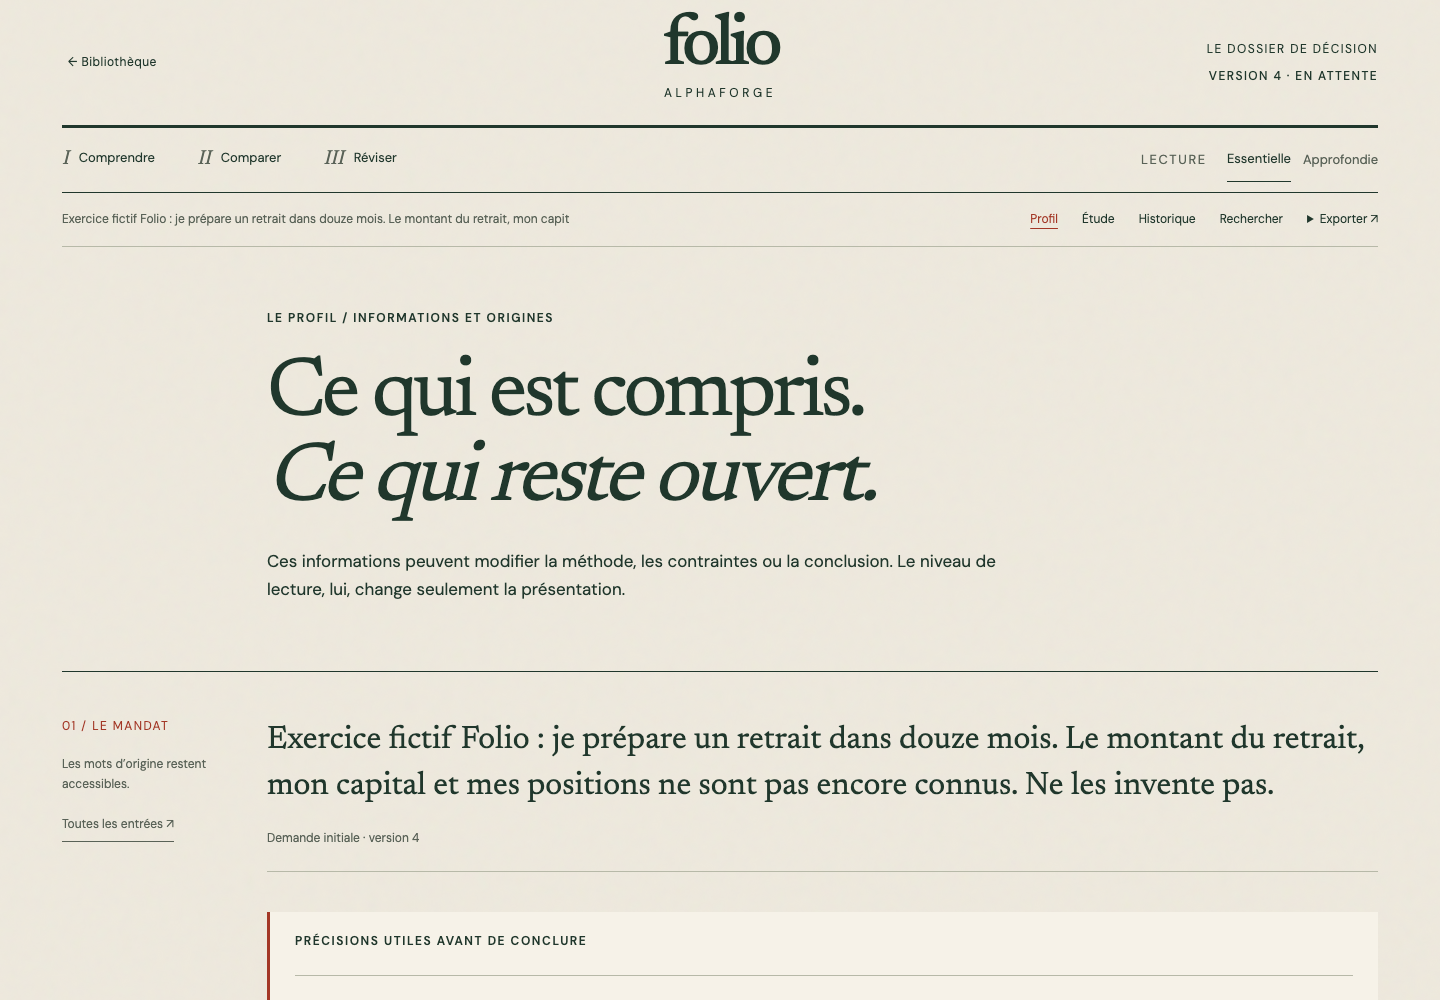 ← Bibliothèque
folio
ALPHAFORGE
LE DOSSIER DE DÉCISION
VERSION 4 · EN ATTENTE
I Comprendre
II Comparer
III Réviser
LECTURE
Essentielle
Approfondie
Exercice fictif Folio : je prépare un retrait dans douze mois. Le montant du retrait, mon capit
Profil
Étude
Historique
Rechercher
▶ Exporter ↗
LE PROFIL / INFORMATIONS ET ORIGINES
Ce qui est compris.
Ce qui reste ouvert.
Ces informations peuvent modifier la méthode, les contraintes ou la conclusion. Le niveau de
lecture, lui, change seulement la présentation.
01 / LE MANDAT
Les mots d’origine restent
accessibles.
Toutes les entrées ↗
Exercice fictif Folio : je prépare un retrait dans douze mois. Le montant du retrait,
mon capital et mes positions ne sont pas encore connus. Ne les invente pas.
Demande initiale · version 4
PRÉCISIONS UTILES AVANT DE CONCLURE